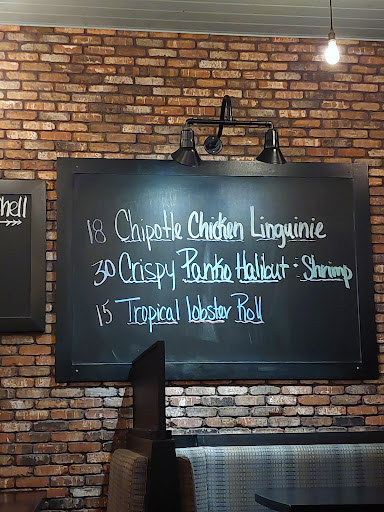 hell
18 Chipotle Chicken Linguinie
30 Crispy Panko Halibut - Shrimp
15 Tropical lobster Roll